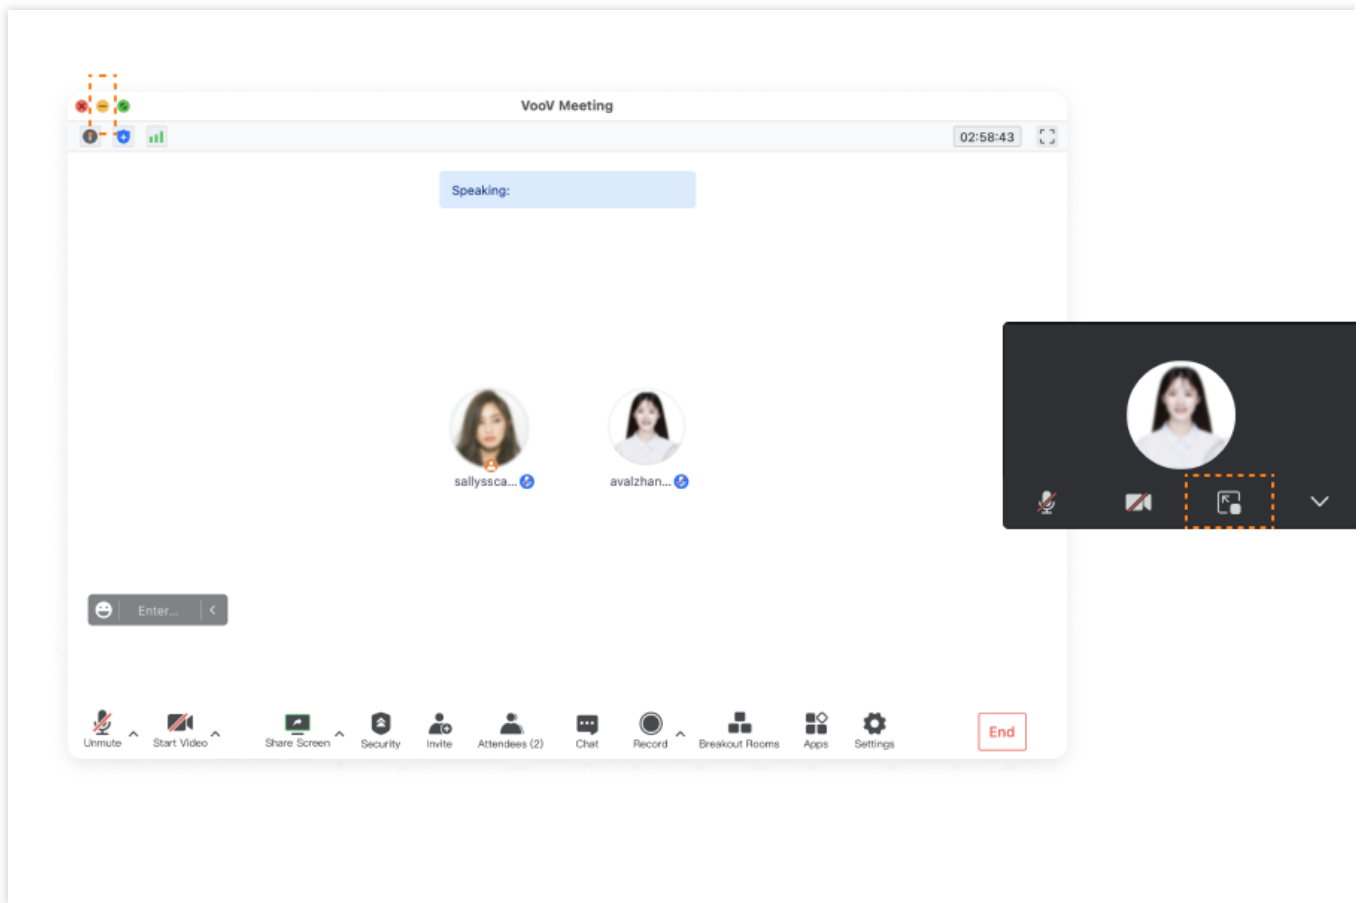 VooV Meeting
02:58:43
Speaking:
sallyssca... avalzhan...
Enter...
Unmute Start Video Share Screen Security Invite Attendees (2) Chat Record Breakout Rooms Apps Settings End